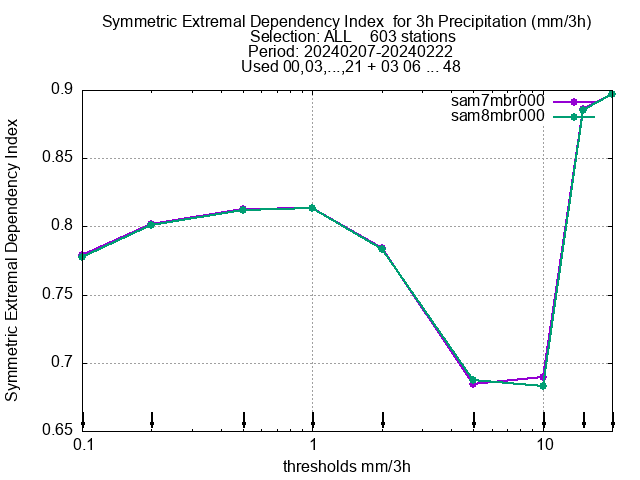 Symmetric Extremal Dependency Index  for 3h Precipitation (mm/3h)
Selection: ALL    603 stations
Period: 20240207-20240222
Used 00,03,...,21 + 03 06 ... 48
sam7mbr000
sam8mbr000
Symmetric Extremal Dependency Index
0.9
0.85
0.8
0.75
0.7
0.65
0.1 1 10
thresholds mm/3h